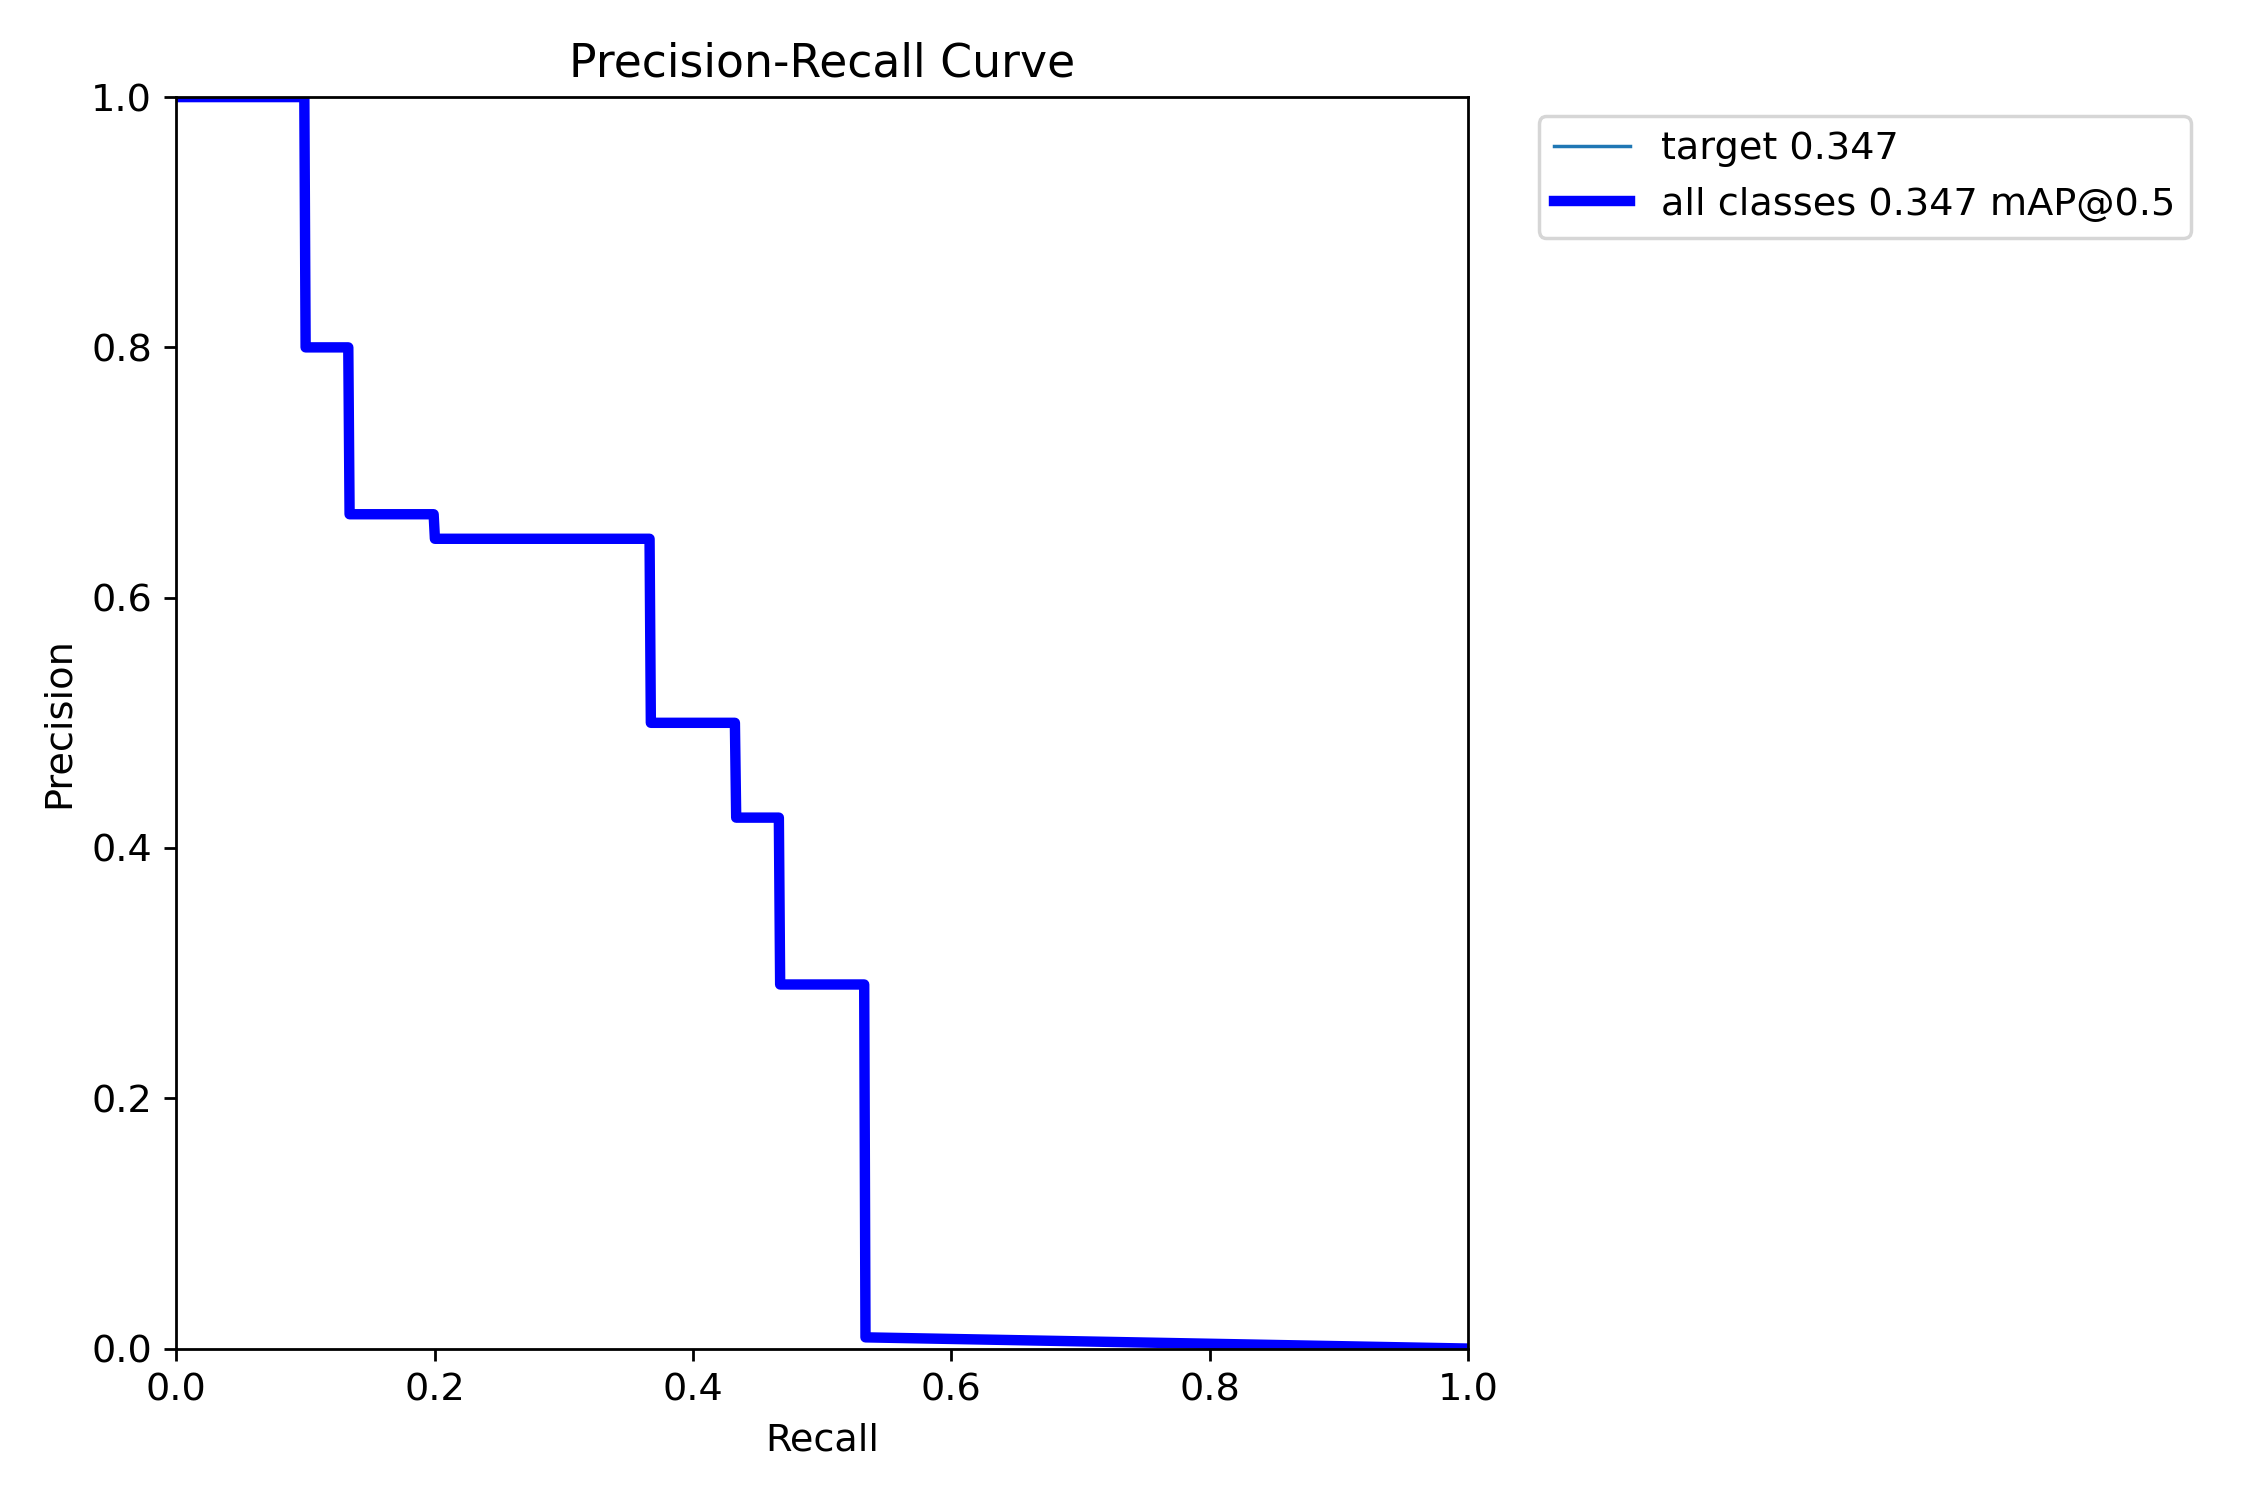 Precision-Recall Curve
target 0.347
all classes 0.347 mAP@0.5
Precision
1.0
0.8
0.6
0.4
0.2
0.0
0.0 0.2 0.4 0.6 0.8 1.0
Recall